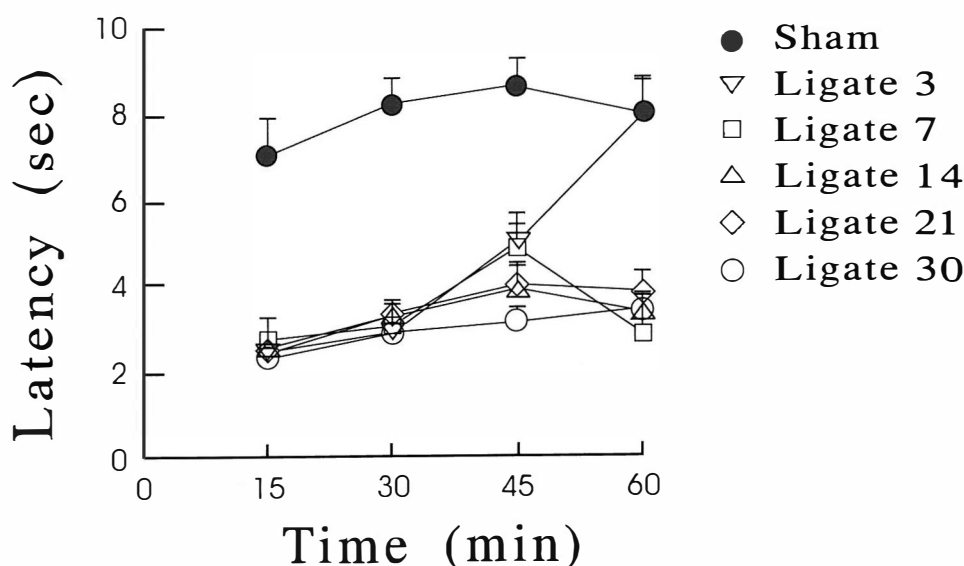 10
8
6
4
2
0
0 15 30 45 60
Latency (sec)
Time (min)
Sham
Ligate 3
Ligate 7
Ligate 14
Ligate 21
Ligate 30